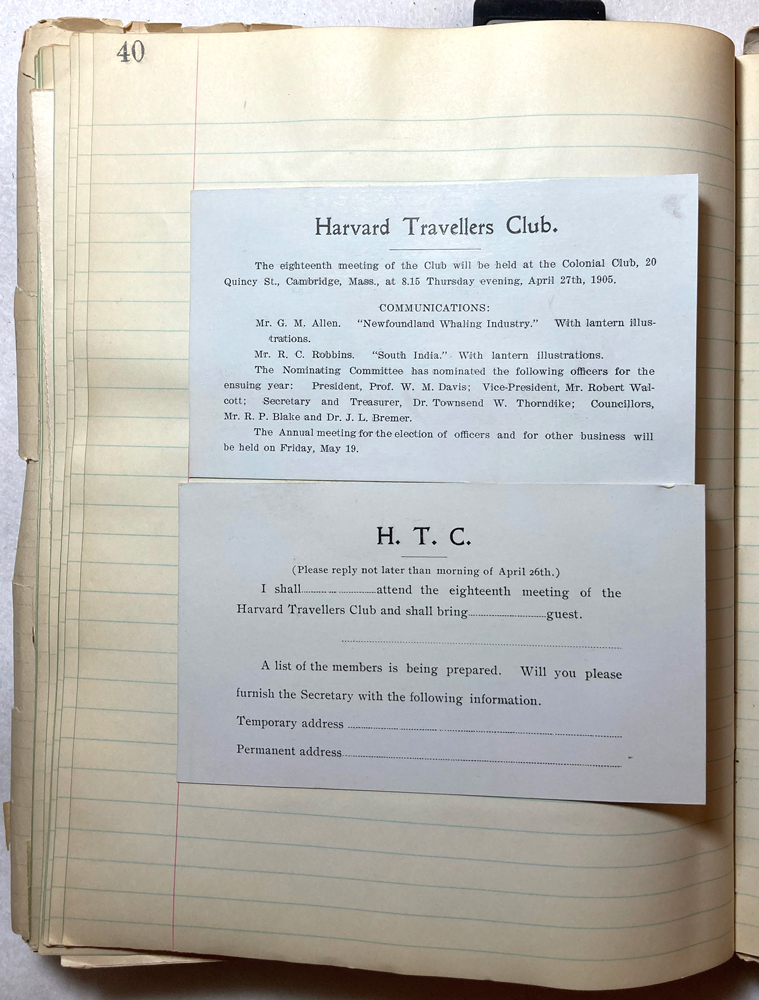 40
Harvard Travellers Club.
The eighteenth meeting of the Club will be held at the Colonial Club, 20
Quincy St., Cambridge, Mass., at 8.15 Thursday evening, April 27th, 1905.
COMMUNICATIONS:
Mr. G. M. Allen. "Newfoundland Whaling Industry." With lantern illus-
trations.
Mr. R. C. Robbins. "South India." With lantern illustrations.
The Nominating Committee has nominated the following officers for the
ensuing year: President, Prof. W. M. Davis; Vice-President, Mr. Robert Wal-
cott; Secretary and Treasurer, Dr. Townsend W. Thorndike; Councillors,
Mr. R. P. Blake and Dr. J. L. Bremer.
The Annual meeting for the election of officers and for other business will
be held on Friday, May 19.
H. T. C.
(Please reply not later than morning of April 26th.)
I shall....................attend the eighteenth meeting of the
Harvard Travellers Club and shall bring....................guest.
A list of the members is being prepared. Will you please
furnish the Secretary with the following information.
Temporary address ....................
Permanent address....................